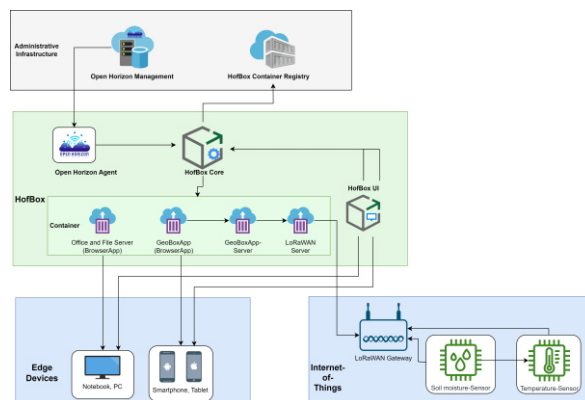 Administrative
Infrastructure
Open Horizon Management
HofBox Container Registry
OPEN HORIZON
Open Horizon Agent
HofBox Core
HofBox UI
HofBox
Container
Office and File Server
(BrowserApp)
GeoBoxApp
(BrowserApp)
GeoBoxApp-
Server
LoRaWAN
Server
Edge
Devices
Notebook, PC
Smartphone, Tablet
LoRaWAN Gateway
Internet-
of-
Things
Soil moisture-Sensor
Temperature-Sensor